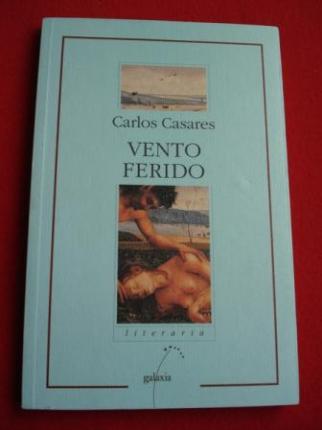 Carlos Casares
VENTO
FERIDO
literaria
galaxia